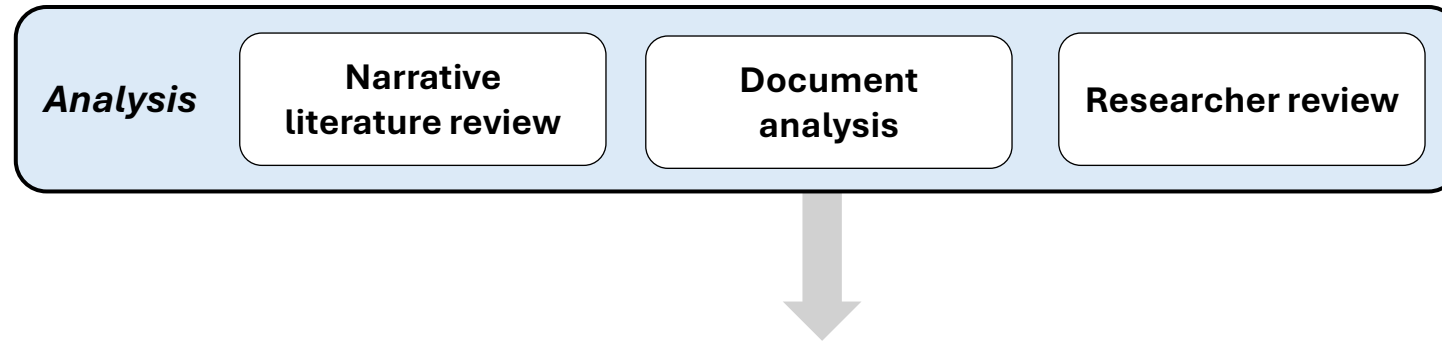 Analysis
Narrative
literature review
Document
analysis
Researcher review